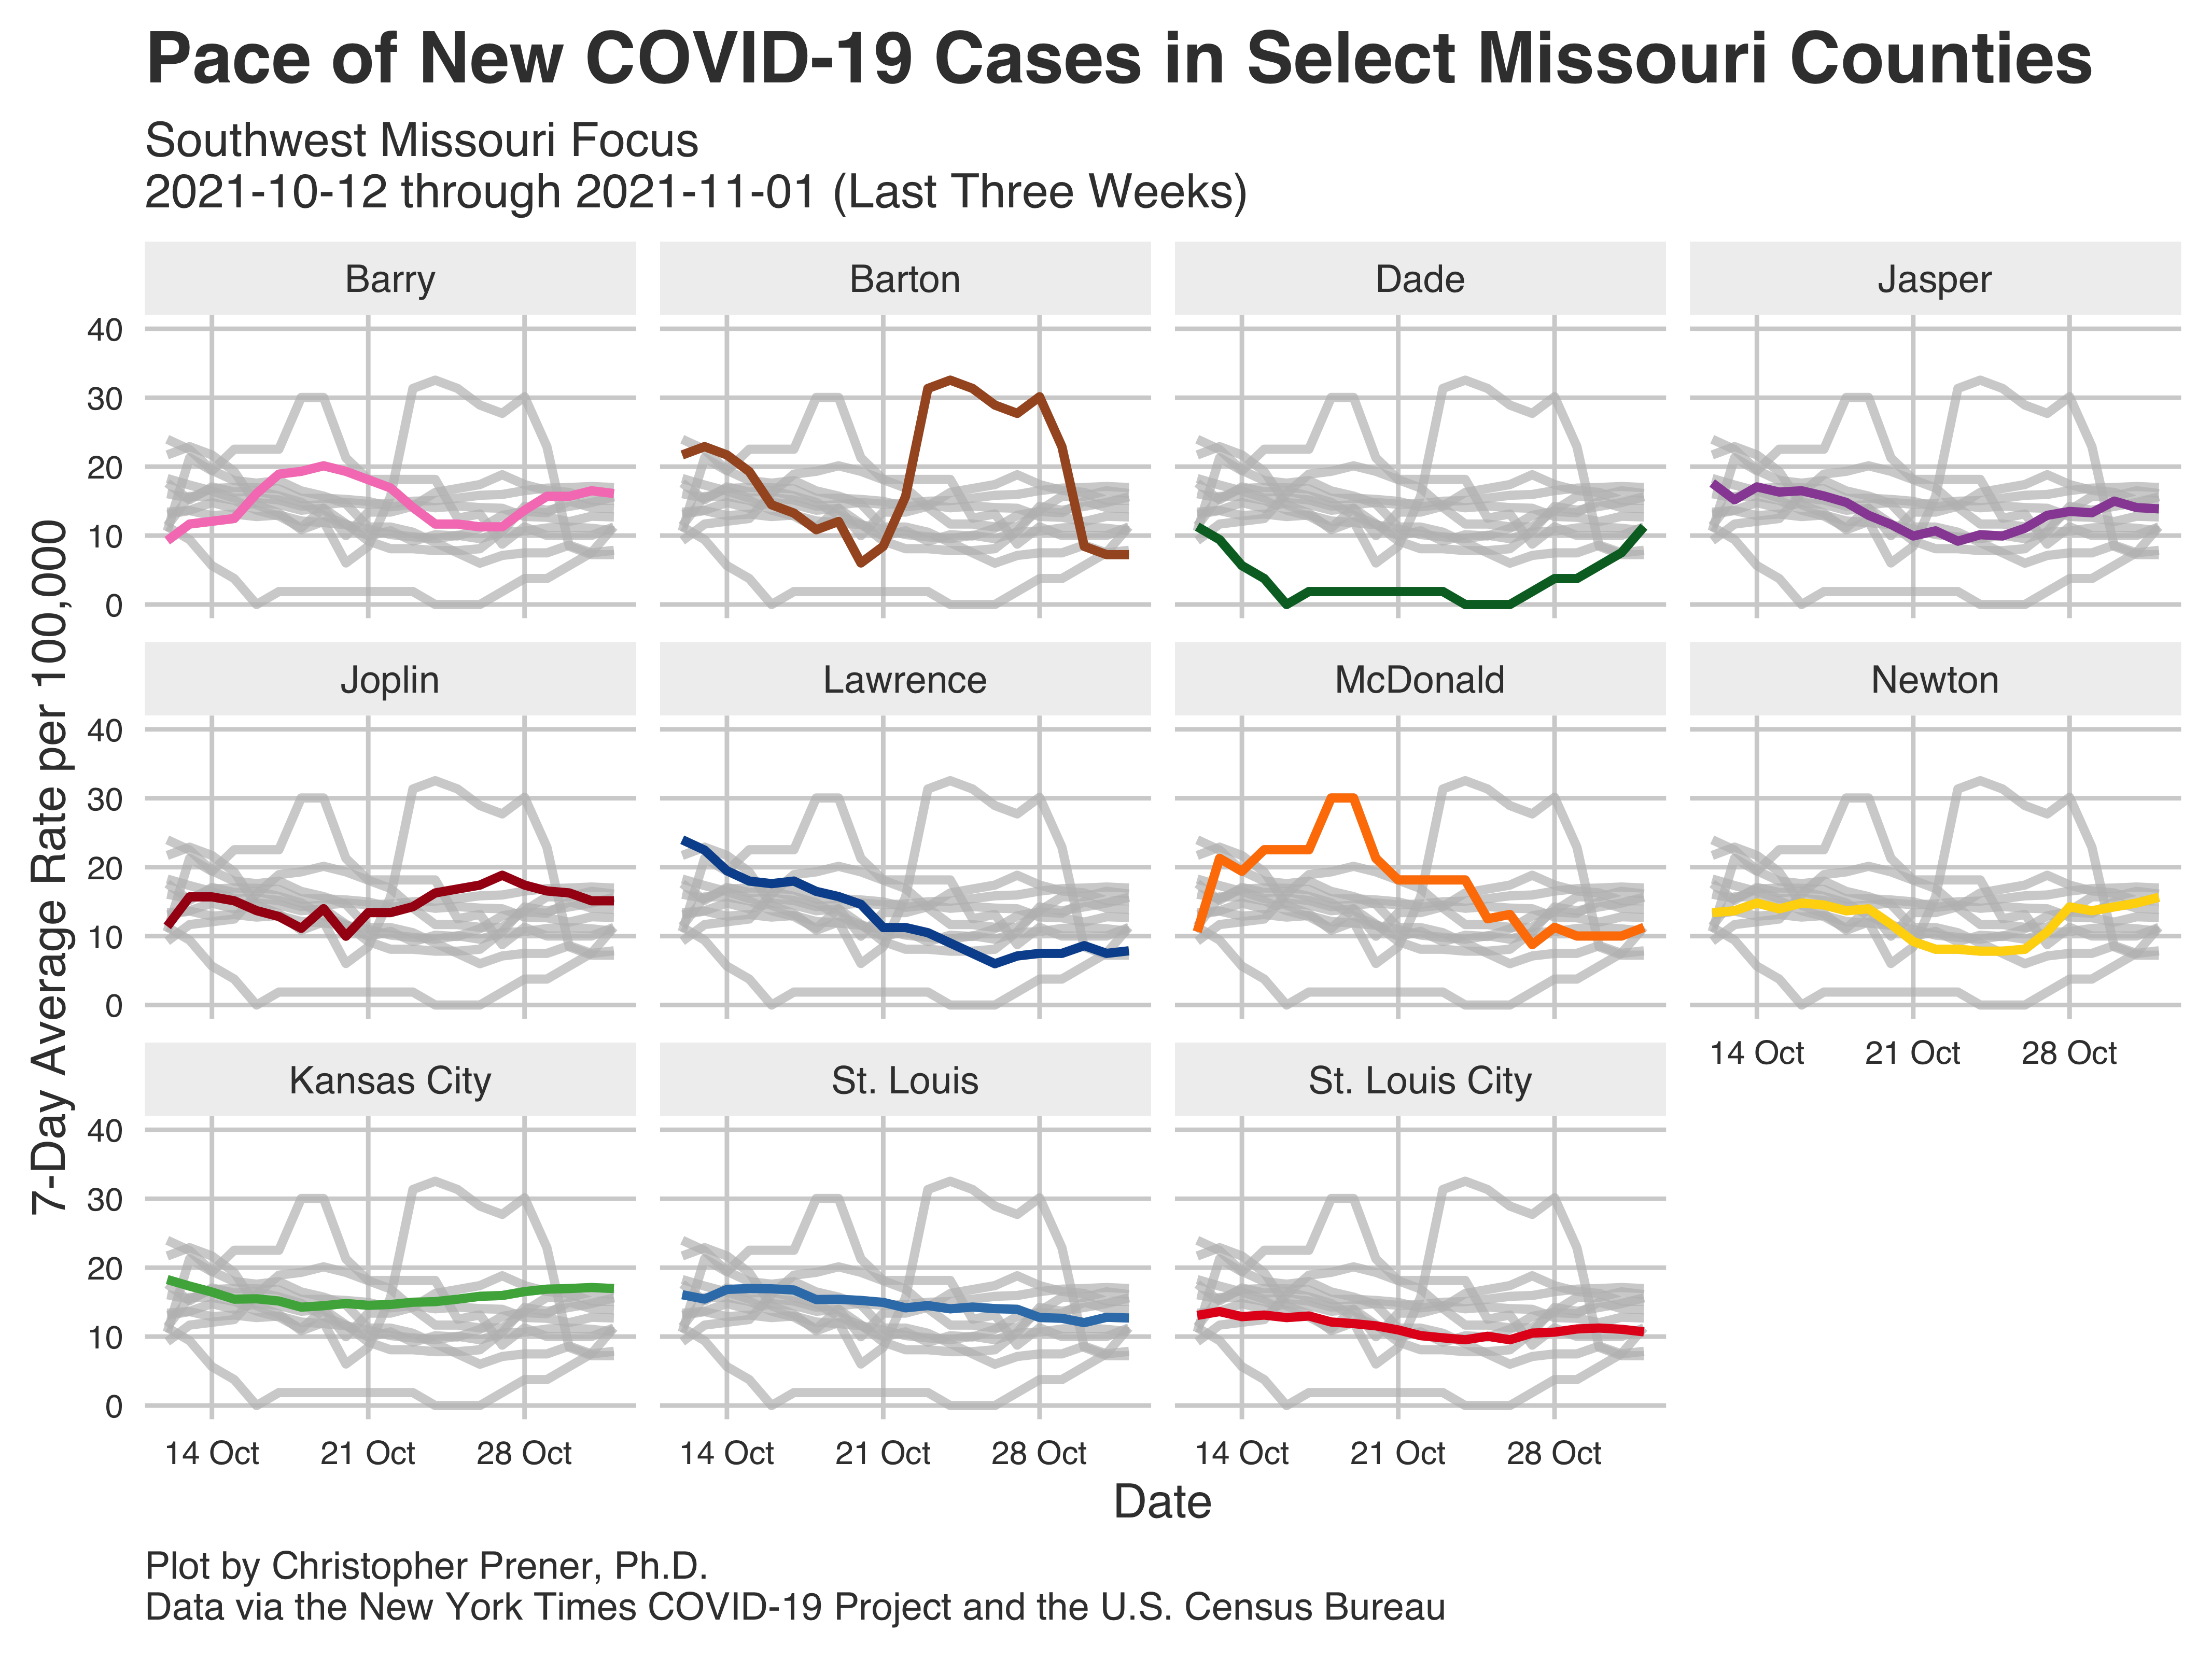 Pace of New COVID-19 Cases in Select Missouri Counties
Southwest Missouri Focus
2021-10-12 through 2021-11-01 (Last Three Weeks)
7-Day Average Rate per 100,000
Barry
Barton
Dade
Jasper
40
30
20
10
0
Joplin
Lawrence
McDonald
Newton
40
30
20
10
0
14 Oct
21 Oct
28 Oct
Kansas City
St. Louis
St. Louis City
40
30
20
10
0
14 Oct
21 Oct
28 Oct
14 Oct
21 Oct
28 Oct
14 Oct
21 Oct
28 Oct
Date
Plot by Christopher Prener, Ph.D.
Data via the New York Times COVID-19 Project and the U.S. Census Bureau